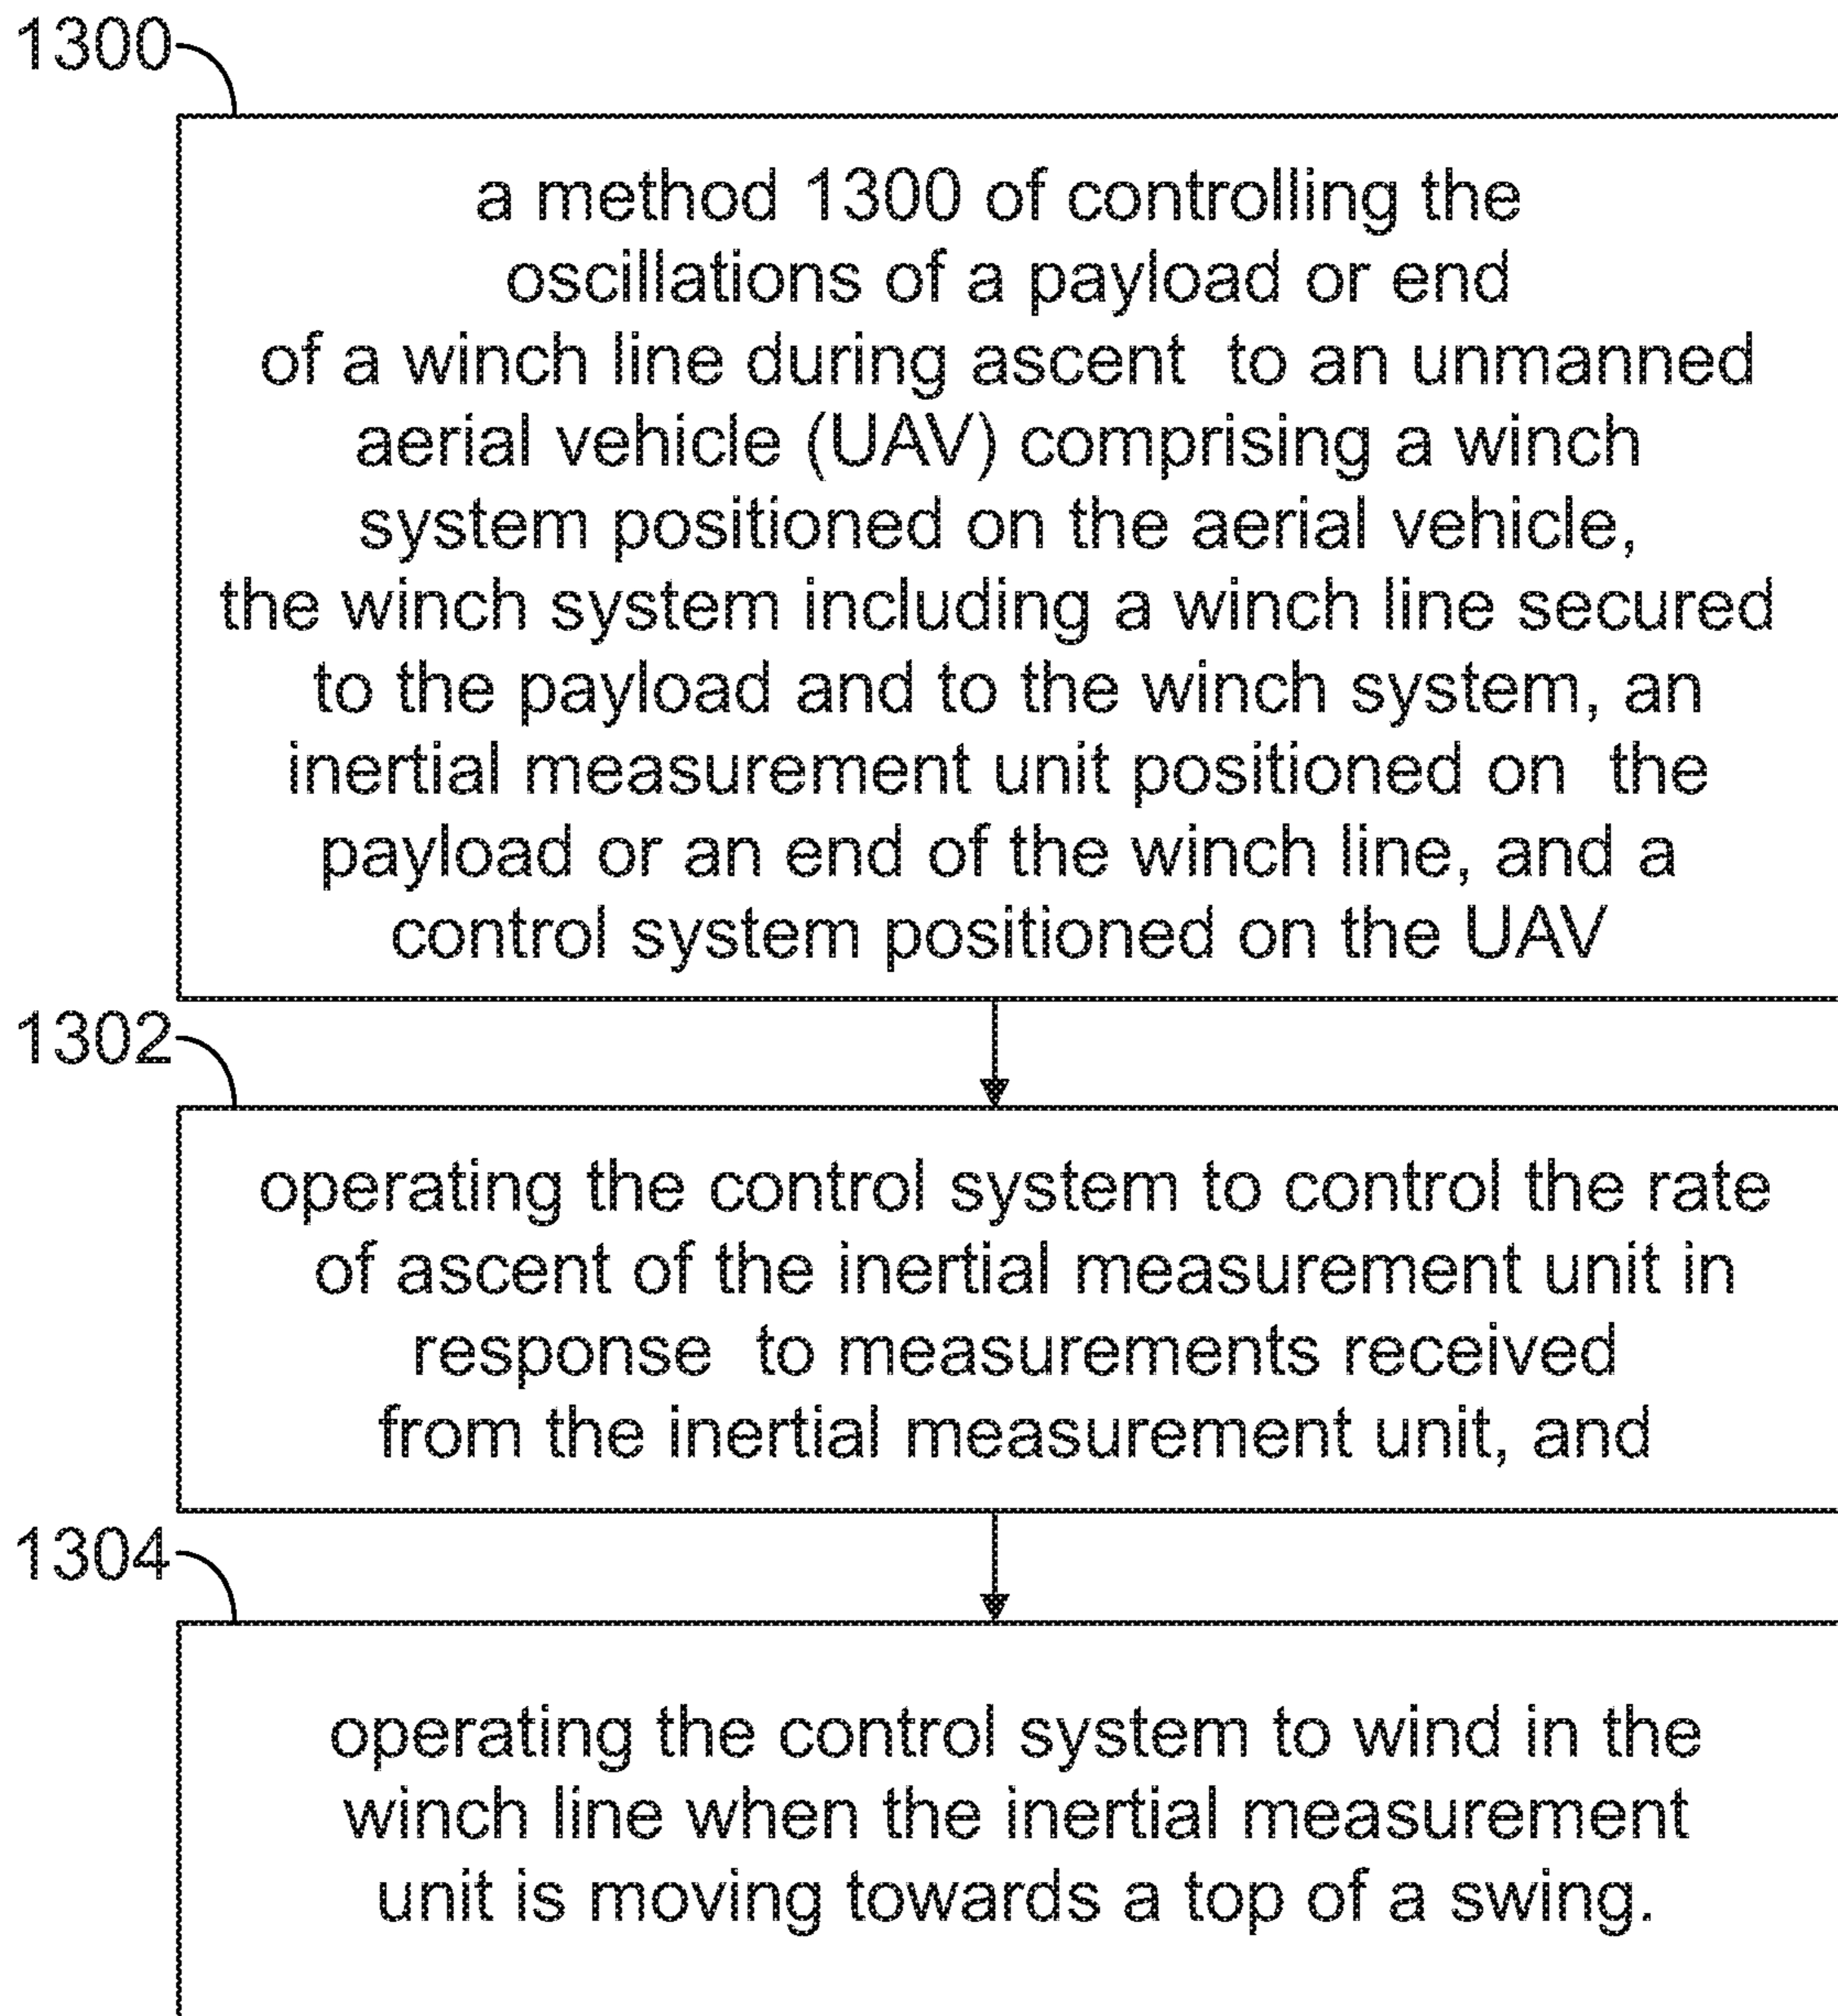 1300
a method 1300 of controlling the
oscillations of a payload or end
of a winch line during ascent to an unmanned
aerial vehicle (UAV) comprising a winch
system positioned on the aerial vehicle,
the winch system including a winch line secured
to the payload and to the winch system, an
inertial measurement unit positioned on the
payload or an end of the winch line, and a
control system positioned on the UAV
1302
operating the control system to control the rate
of ascent of the inertial measurement unit in
response to measurements received
from the inertial measurement unit, and
1304
operating the control system to wind in the
winch line when the inertial measurement
unit is moving towards a top of a swing.